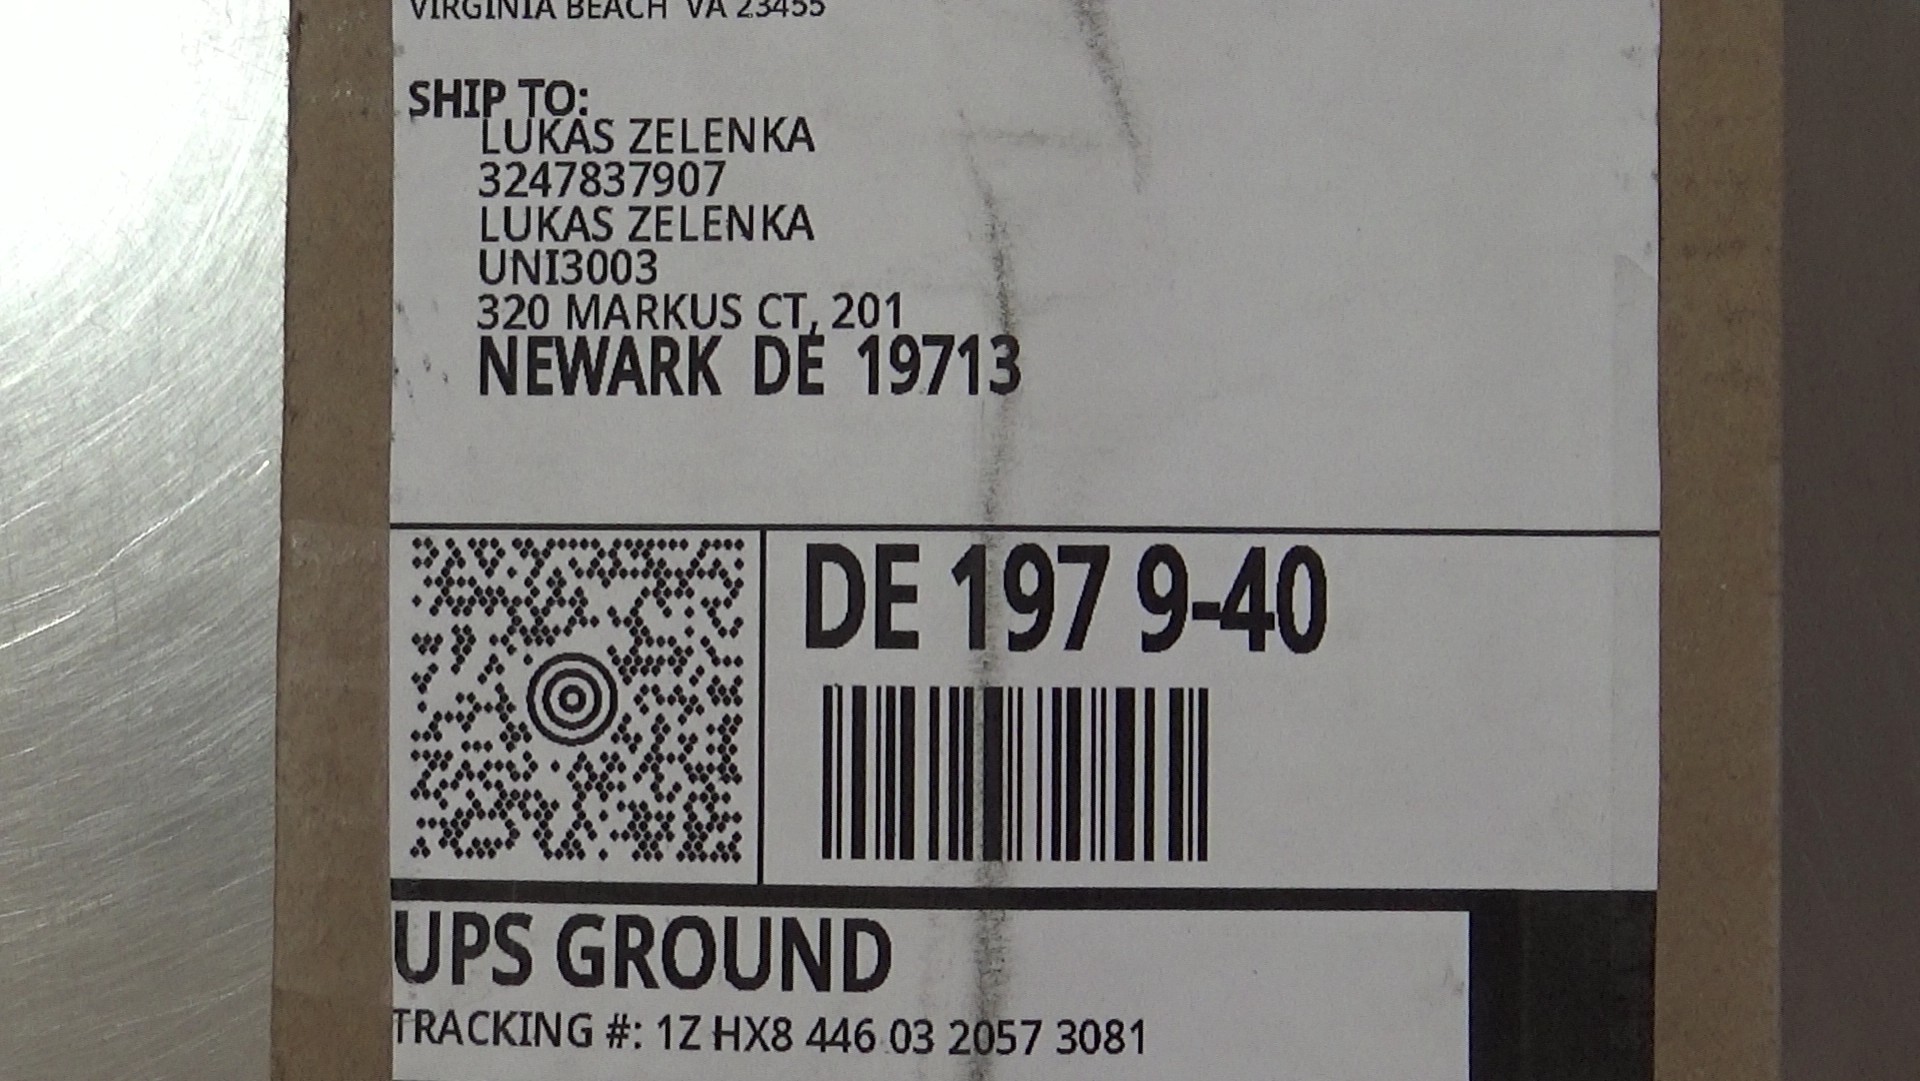 VIRGINIA BEACH VA 23455
SHIP TO:
LUKAS ZELENKA
3247837907
LUKAS ZELENKA
UNI3003
320 MARKUS CT, 201
NEWARK DE 19713
DE 197 9-40
UPS GROUND
TRACKING #: 1Z HX8 446 03 2057 3081